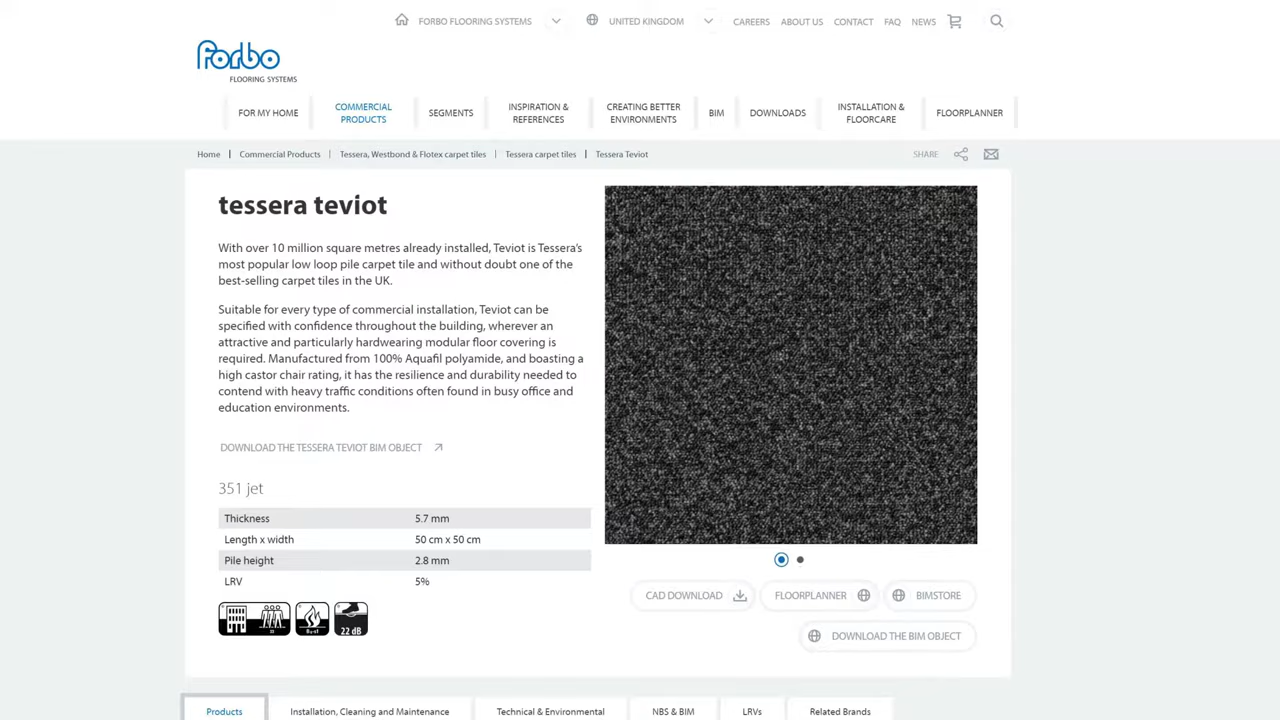 FORBO FLOORING SYSTEMS
UNITED KINGDOM
CAREERS
ABOUT US
CONTACT
FAQ
NEWS
Forbo
FLOORING SYSTEMS
FOR MY HOME
COMMERCIAL
PRODUCTS
SEGMENTS
INSPIRATION &
REFERENCES
CREATING BETTER
ENVIRONMENTS
BIM
DOWNLOADS
INSTALLATION &
FLOORCARE
FLOORPLANNER
Home | Commercial Products | Tessera, Westbond & Flotex carpet tiles | Tessera carpet tiles | Tessera Teviot
SHARE
tessera teviot
With over 10 million square metres already installed, Teviot is Tessera's
most popular low loop pile carpet tile and without doubt one of the
best-selling carpet tiles in the UK.
Suitable for every type of commercial installation, Teviot can be
specified with confidence throughout the building, wherever an
attractive and particularly hardwearing modular floor covering is
required. Manufactured from 100% Aquafil polyamide, and boasting a
high castor chair rating, it has the resilience and durability needed to
contend with heavy traffic conditions often found in busy office and
education environments.
DOWNLOAD THE TESSERA TEVIOT BIM OBJECT
351 jet
Thickness 5.7 mm
Length x width 50 cm x 50 cm
Pile height 2.8 mm
LRV 5%
22 dB
CAD DOWNLOAD
FLOORPLANNER
BIMSTORE
DOWNLOAD THE BIM OBJECT
Products
Installation, Cleaning and Maintenance
Technical & Environmental
NBS & BIM
LRVs
Related Brands